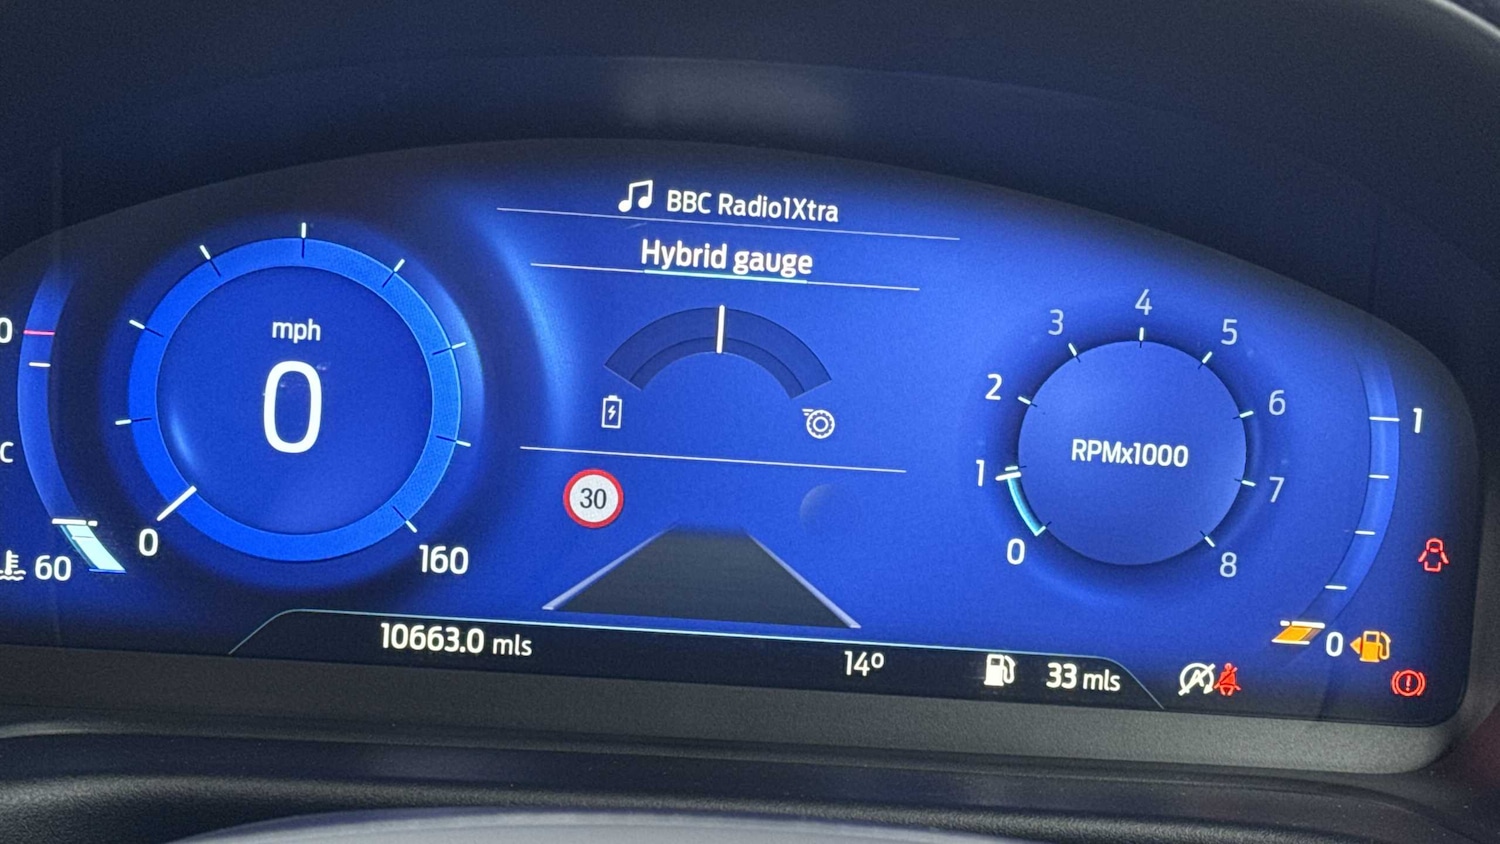 BBC Radio1Xtra
Hybrid gauge
mph
0
0
160
60
30
0
1
2
3
4
5
6
7
8
RPMx1000
1
0
10663.0 mls
14º
33 mls